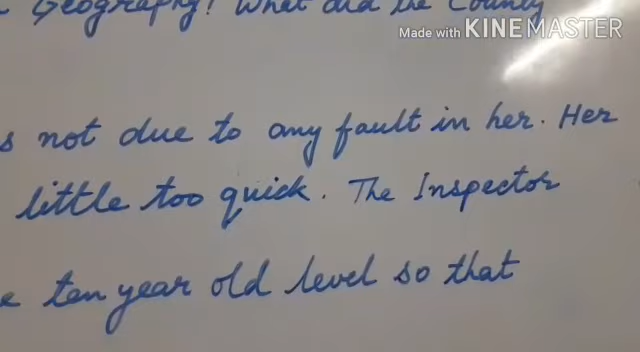 Geography! What did the County
Made with KINEMASTER
s not due to any fault in her. Her
little too quick. The Inspector
e ten year old level so that